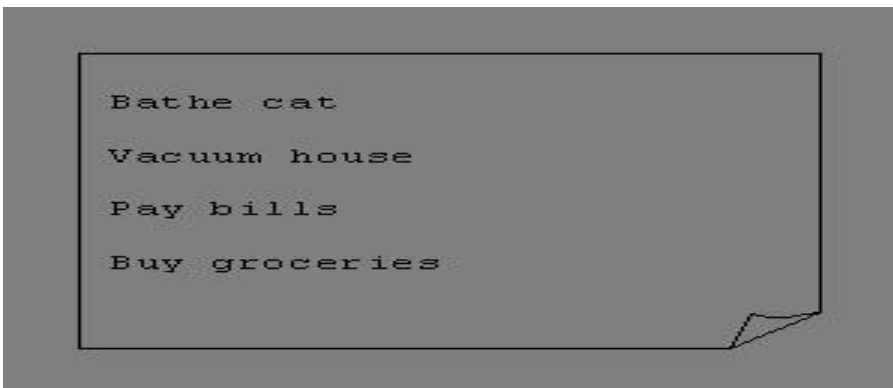 Bathe cat
Vacuum house
Pay bills
Buy groceries